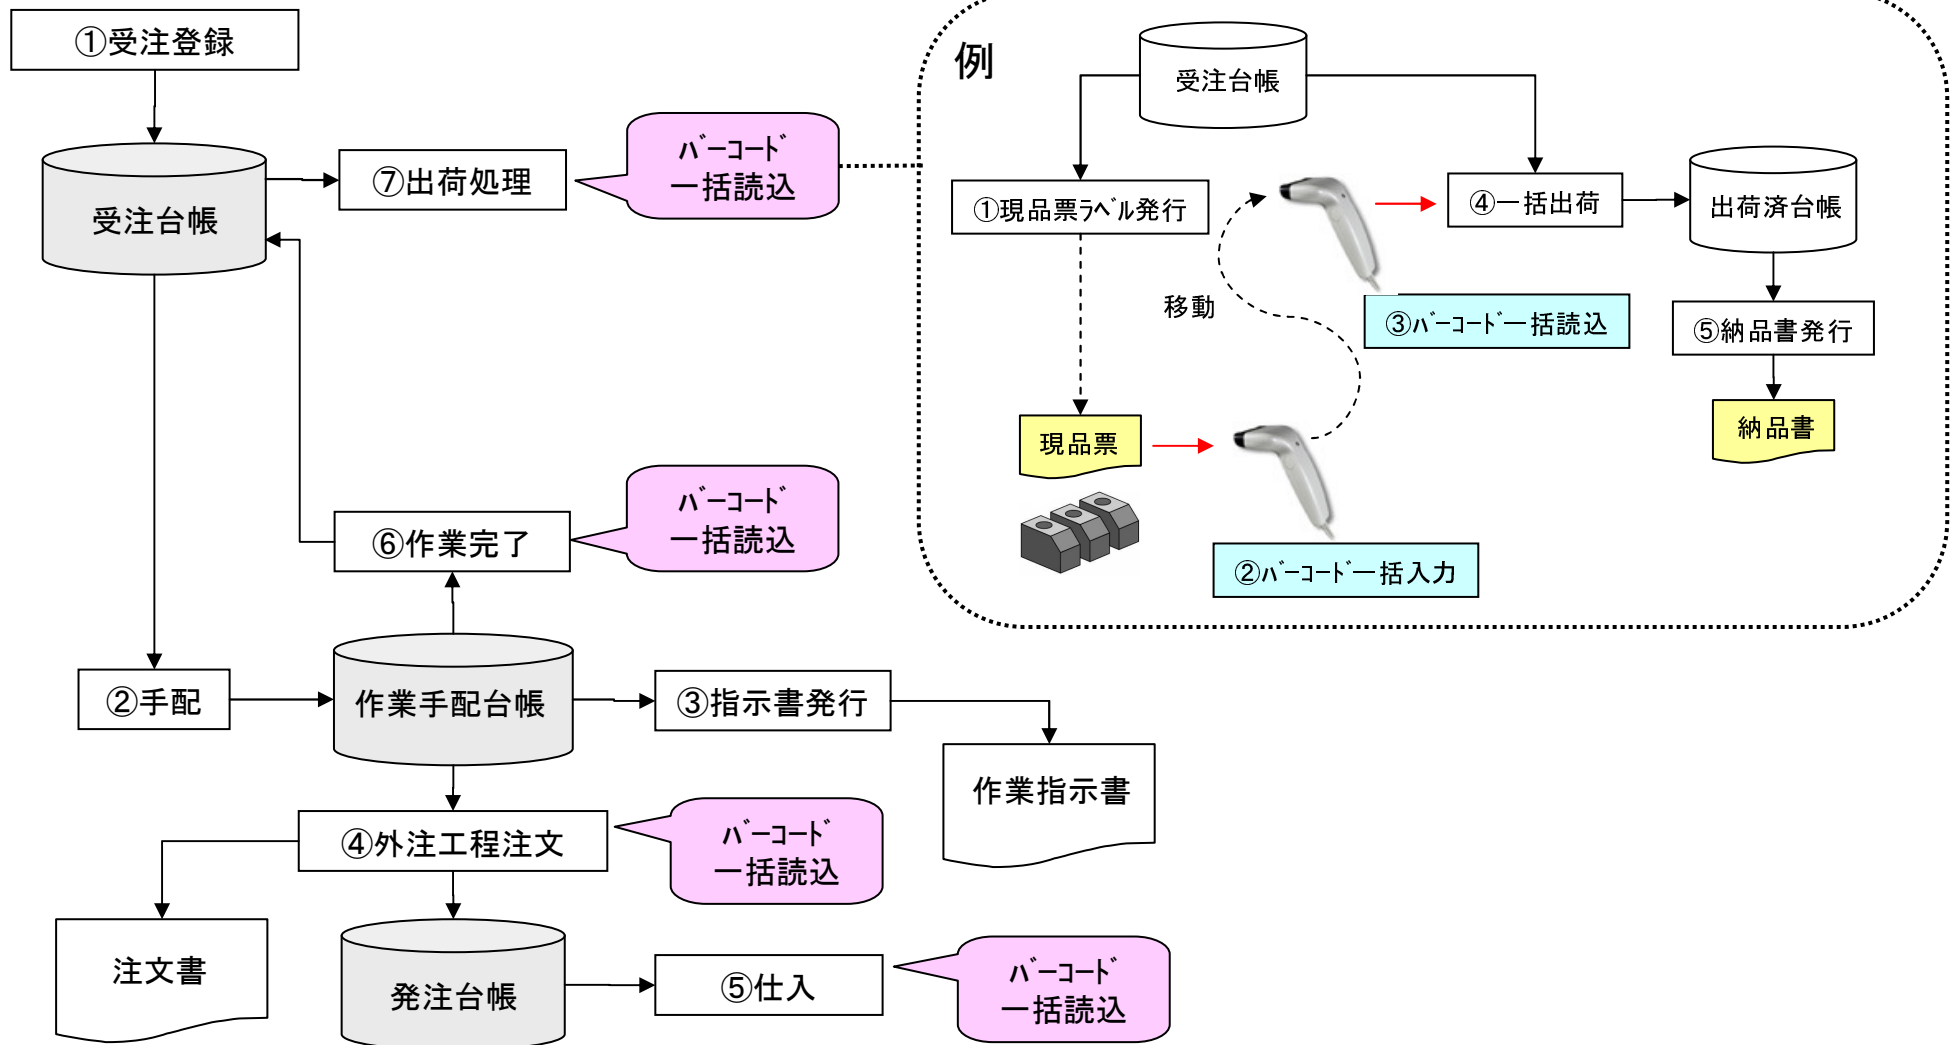 ①受注登録
受注台帳
⑦出荷処理
ﾊﾞｰｺｰﾄﾞ
一括読込
例
受注台帳
①現品票ﾗﾍﾞﾙ発行
④一括出荷
出荷済台帳
移動
③ﾊﾞｰｺｰﾄﾞ一括読込
⑤納品書発行
現品票
納品書
②ﾊﾞｰｺｰﾄﾞ一括入力
⑥作業完了
ﾊﾞｰｺｰﾄﾞ
一括読込
②手配
作業手配台帳
③指示書発行
作業指示書
④外注工程注文
ﾊﾞｰｺｰﾄﾞ
一括読込
注文書
発注台帳
⑤仕入
ﾊﾞｰｺｰﾄﾞ
一括読込